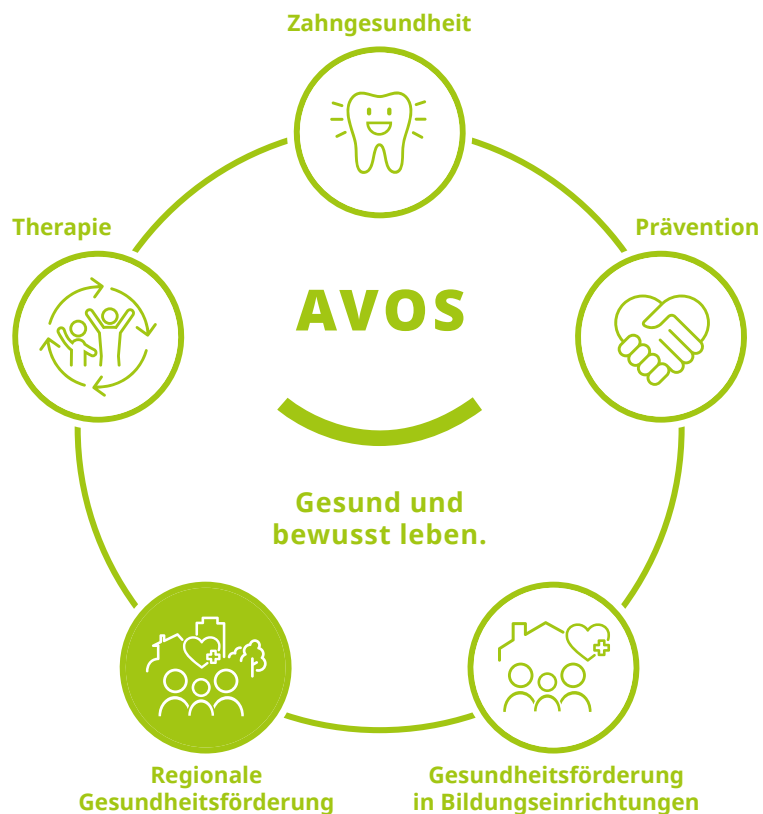 Zahngesundheit
Therapie
Prävention
AVOS
Gesund und
bewusst leben.
Regionale
Gesundheitsförderung
Gesundheitsförderung
in Bildungseinrichtungen